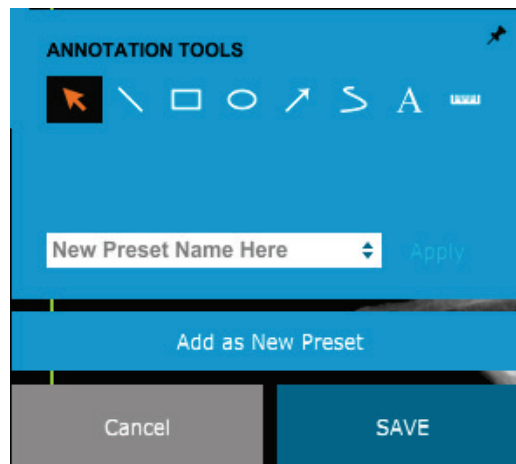 ANNOTATION TOOLS
A
New Preset Name Here
Apply
Add as New Preset
Cancel
SAVE